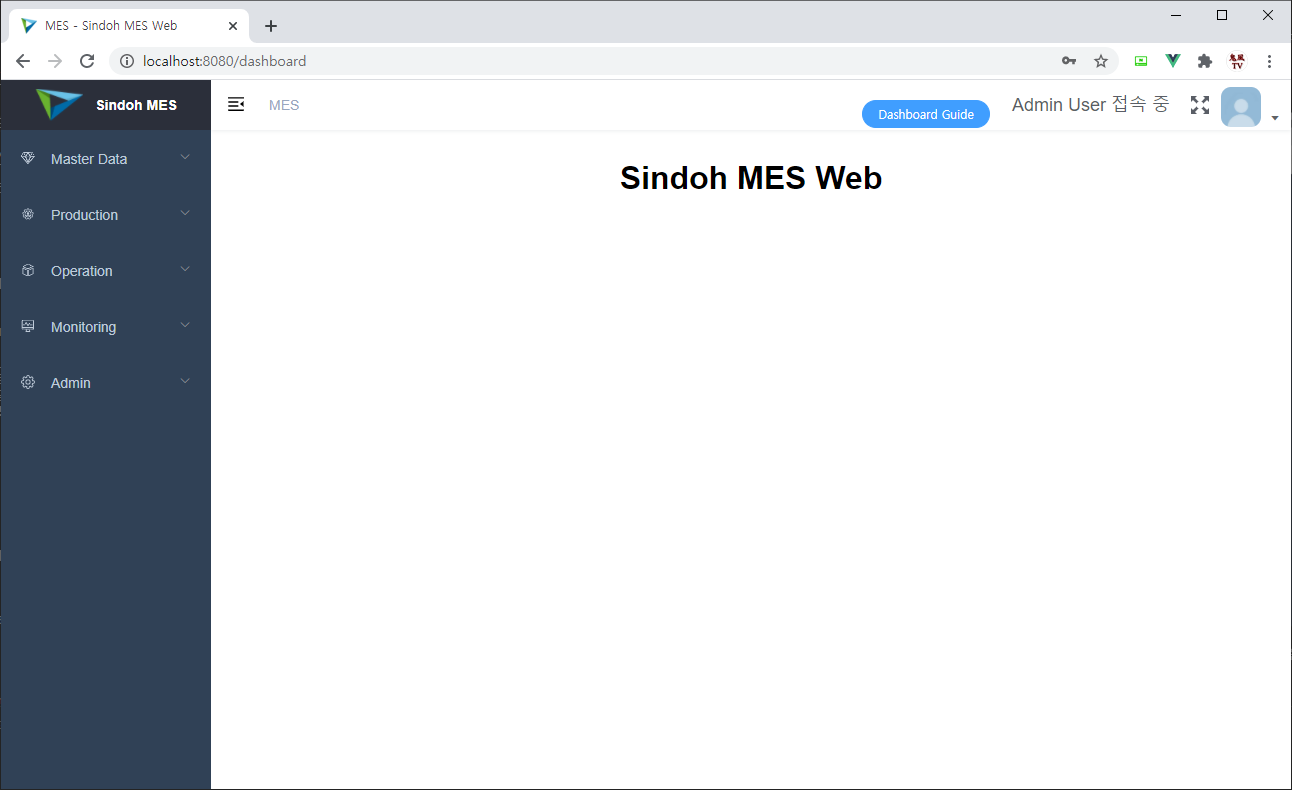 MES - Sindoh MES Web
localhost:8080/dashboard
TV
Sindoh MES
MES
Dashboard Guide
Admin User 접속 중
Master Data
Production
Operation
Monitoring
Admin
Sindoh MES Web